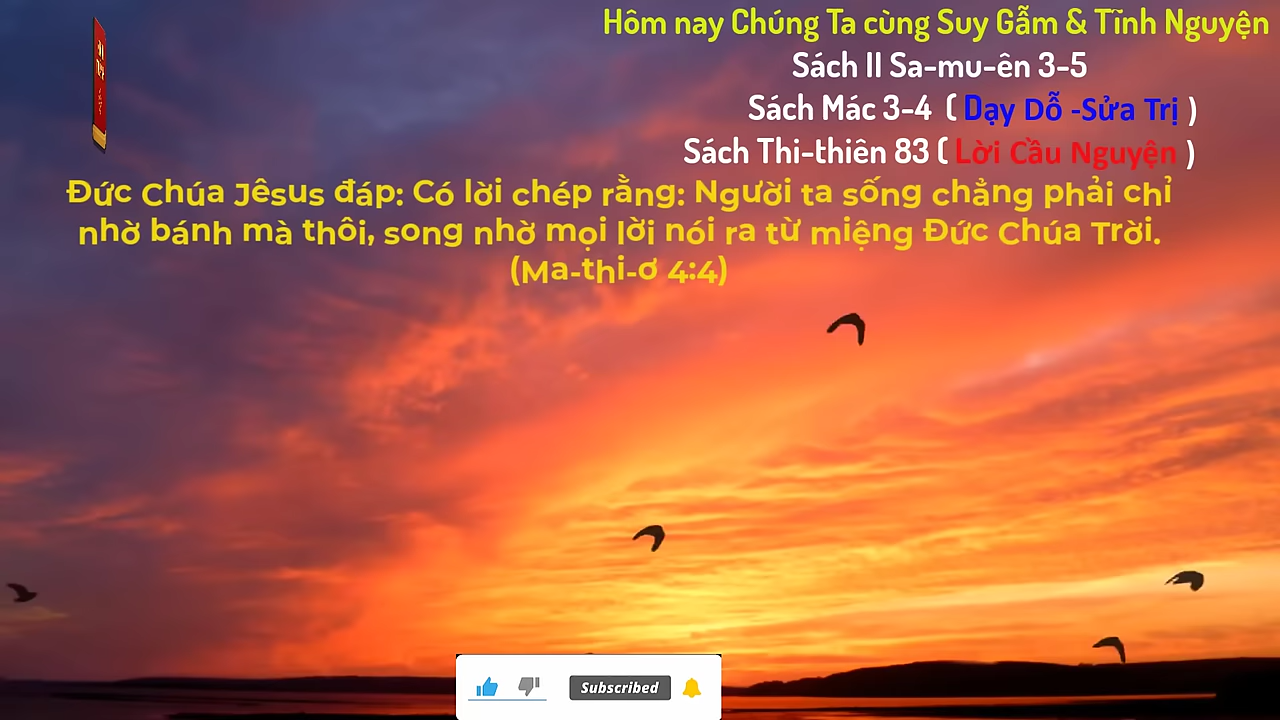 Hôm nay Chúng Ta cùng Suy Gẫm & Tĩnh Nguyện
Sách II Sa-mu-ên 3-5
Sách Mác 3-4 ( Dạy Dỗ -Sửa Trị )
Sách Thi-thiên 83 ( Lời Cầu Nguyện )
Đức Chúa Jêsus đáp: Có lời chép rằng: Người ta sống chẳng phải chỉ
nhờ bánh mà thôi, song nhờ mọi lời nói ra từ miệng Đức Chúa Trời.
(Ma-thi-ơ 4:4)
Subscribed